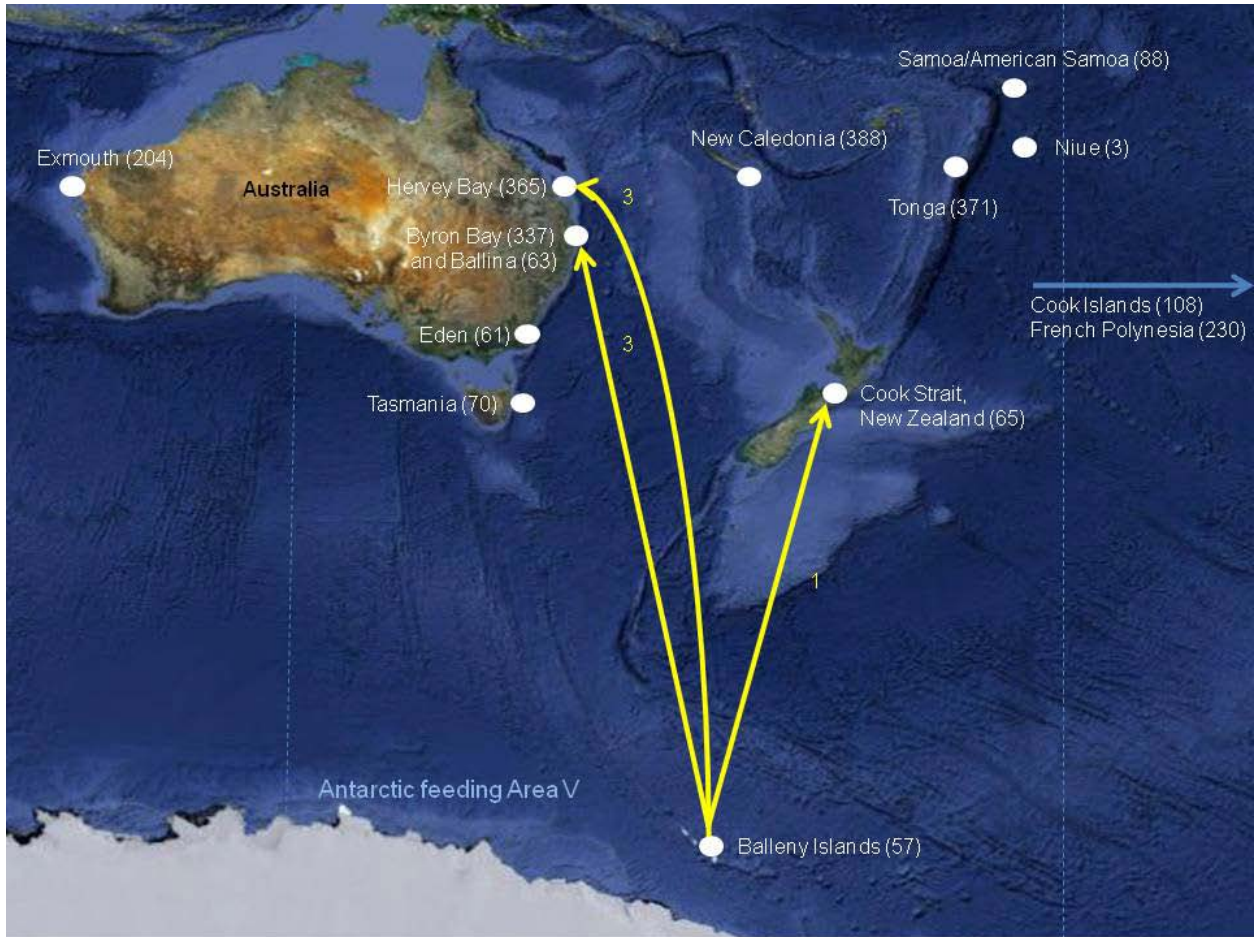 Samoa/American Samoa (88)
New Caledonia (388)
Niue (3)
Exmouth (204)
Australia
Hervey Bay (365)
3
Tonga (371)
Byron Bay (337)
and Ballina (63)
Cook Islands (108)
French Polynesia (230)
Eden (61)
3
Tasmania (70)
Cook Strait,
New Zealand (65)
1
Antarctic feeding Area V
Balleny Islands (57)